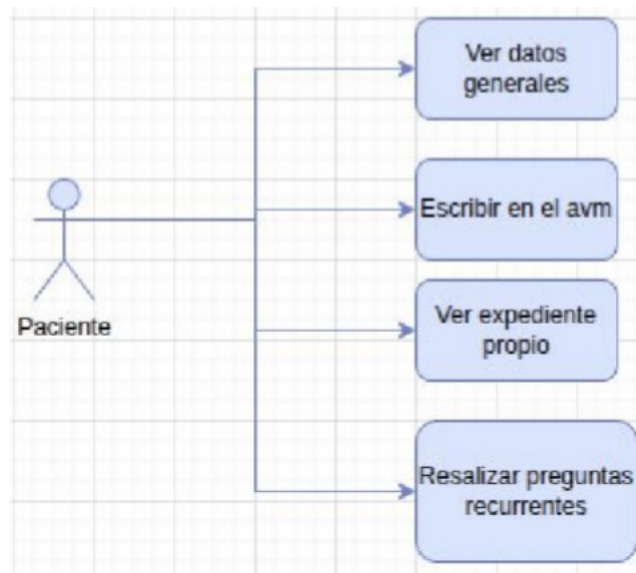 Ver datos
generales
Escribir en el avm
Paciente
Ver expediente
propio
Resalizar preguntas
recurrentes